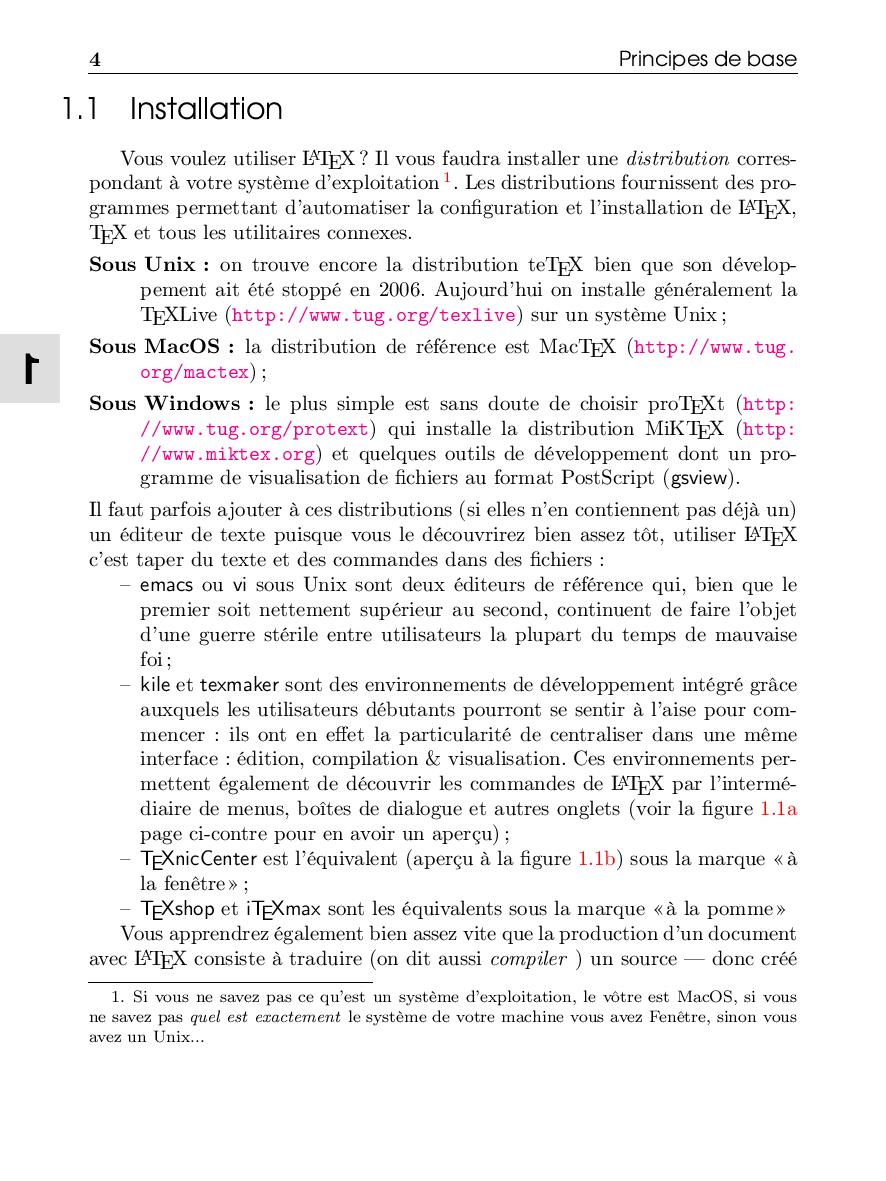 4 Principes de base
1.1 Installation
Vous voulez utiliser LATEX ? Il vous faudra installer une distribution corres-
pondant à votre système d'exploitation 1. Les distributions fournissent des pro-
grammes permettant d'automatiser la configuration et l'installation de LATEX,
TEX et tous les utilitaires connexes.
Sous Unix : on trouve encore la distribution teTEX bien que son dévelop-
pement ait été stoppé en 2006. Aujourd'hui on installe généralement la
TEXLive (http://www.tug.org/texlive) sur un système Unix ;
Sous MacOS : la distribution de référence est MacTEX (http://www.tug.
org/mactex) ;
1
Sous Windows : le plus simple est sans doute de choisir proTEXt (http:
//www.tug.org/protext) qui installe la distribution MiKTEX (http:
//www.miktex.org) et quelques outils de développement dont un pro-
gramme de visualisation de fichiers au format PostScript (gsview).
Il faut parfois ajouter à ces distributions (si elles n'en contiennent pas déjà un)
un éditeur de texte puisque vous le découvrirez bien assez tôt, utiliser LATEX
c'est taper du texte et des commandes dans des fichiers :
– emacs ou vi sous Unix sont deux éditeurs de référence qui, bien que le
premier soit nettement supérieur au second, continuent de faire l'objet
d'une guerre stérile entre utilisateurs la plupart du temps de mauvaise
foi ;
– kile et texmaker sont des environnements de développement intégré grâce
auxquels les utilisateurs débutants pourront se sentir à l'aise pour com-
mencer : ils ont en effet la particularité de centraliser dans une même
interface : édition, compilation & visualisation. Ces environnements per-
mettent également de découvrir les commandes de LATEX par l'intermé-
diaire de menus, boîtes de dialogue et autres onglets (voir la figure 1.1a
page ci-contre pour en avoir un aperçu) ;
– TEXnicCenter est l'équivalent (aperçu à la figure 1.1b) sous la marque « à
la fenêtre » ;
– TEXshop et iTEXmax sont les équivalents sous la marque « à la pomme »
Vous apprendrez également bien assez vite que la production d'un document
avec LATEX consiste à traduire (on dit aussi compiler ) un source — donc créé
1. Si vous ne savez pas ce qu'est un système d'exploitation, le vôtre est MacOS, si vous
ne savez pas quel est exactement le système de votre machine vous avez Fenêtre, sinon vous
avez un Unix...